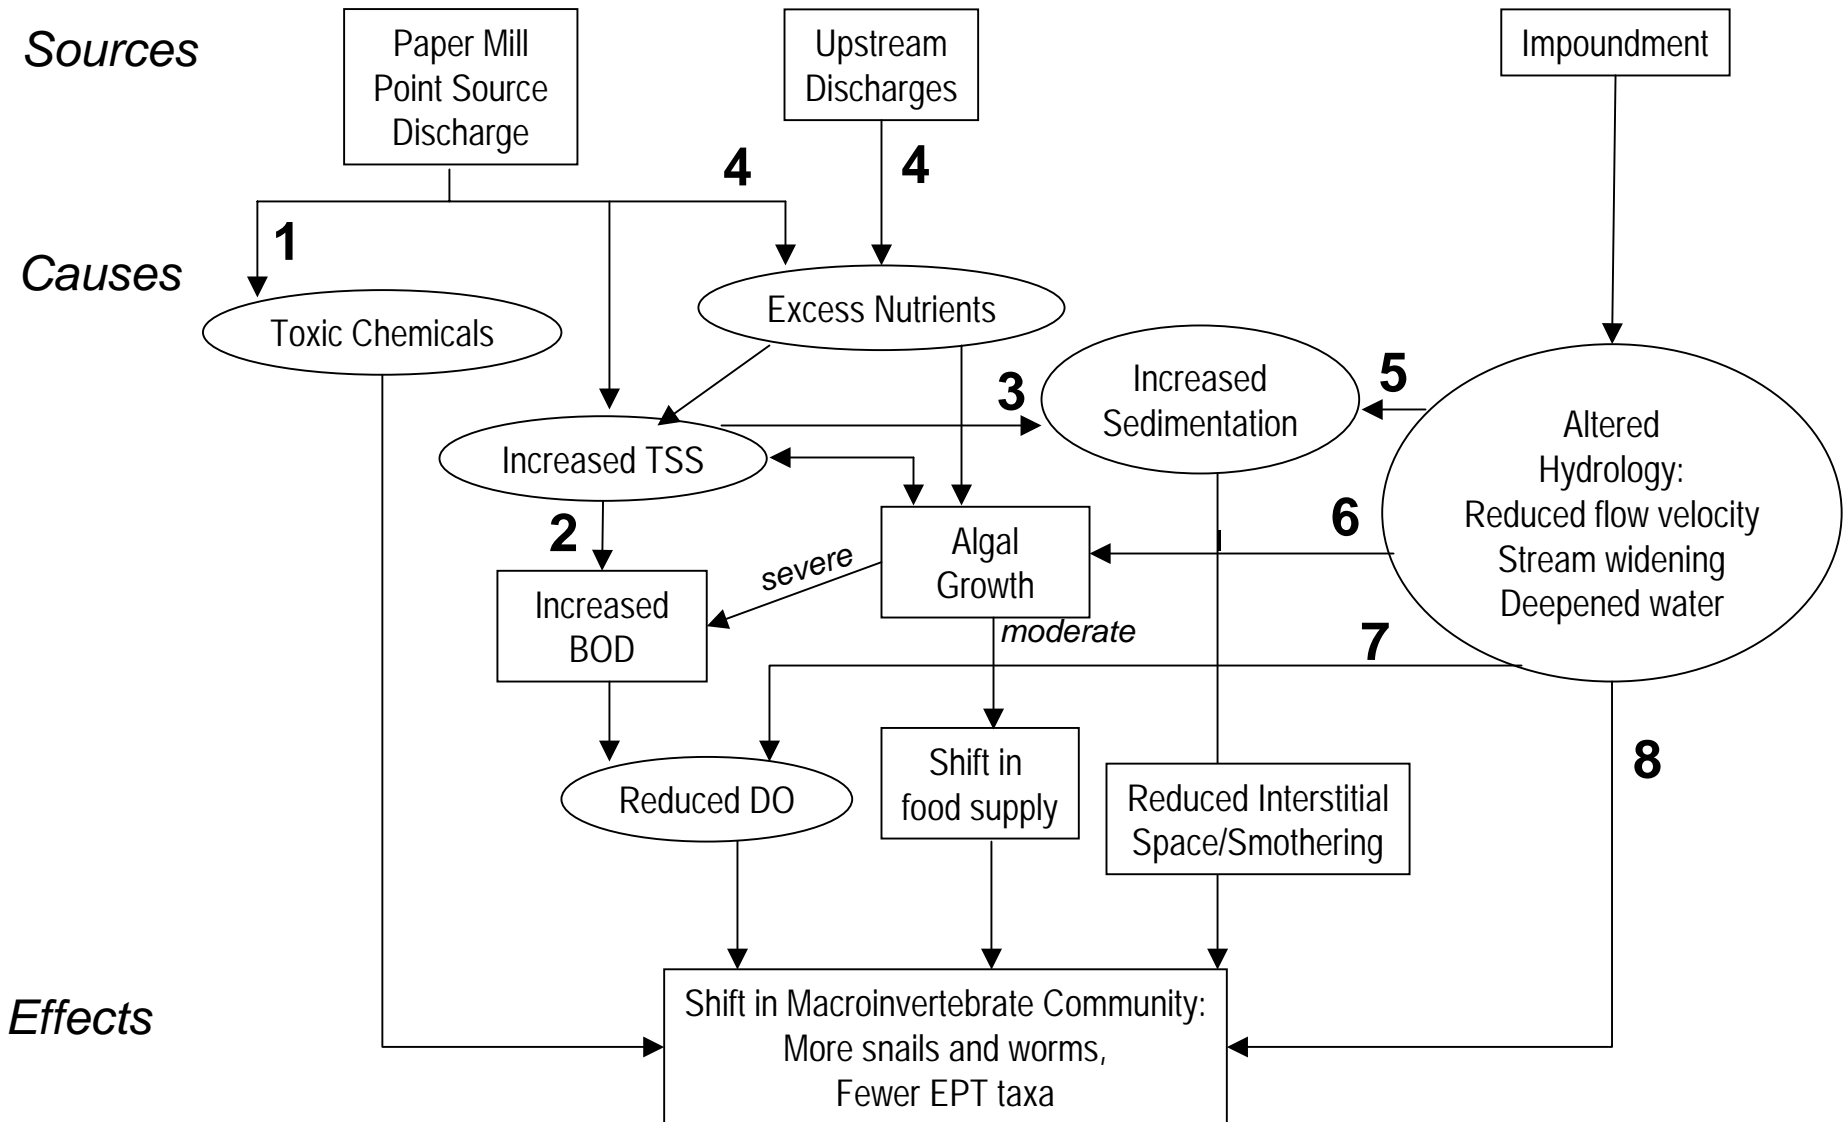 Sources
Paper Mill
Point Source
Discharge
Upstream
Discharges
Impoundment
4
4
1
Causes
Toxic Chemicals
Excess Nutrients
3
Increased
Sedimentation
5
Altered
Hydrology:
Reduced flow velocity
Stream widening
Deepened water
Increased TSS
2
6
Algal
Growth
severe
moderate
Increased
BOD
7
8
Reduced DO
Shift in
food supply
Reduced Interstitial
Space/Smothering
Effects
Shift in Macroinvertebrate Community:
More snails and worms,
Fewer EPT taxa